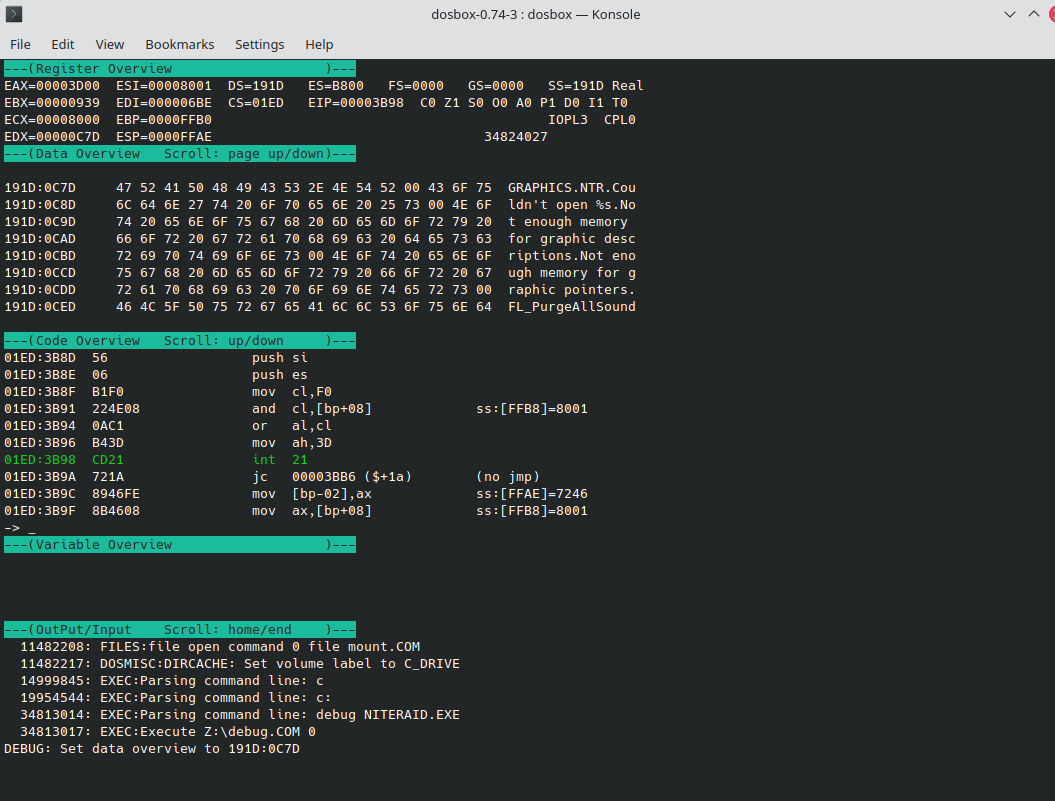 dosbox-0.74-3 : dosbox — Konsole
File Edit View Bookmarks Settings Help
---(Register Overview                   )---
EAX=00003D00  ESI=00008001  DS=191D   ES=B800   FS=0000   GS=0000   SS=191D Real
EBX=00000939  EDI=000006BE  CS=01ED   EIP=00003B98  C0 Z1 S0 O0 A0 P1 D0 I1 T0
ECX=00008000  EBP=0000FFB0                                          IOPL3  CPL0
EDX=00000C7D  ESP=0000FFAE                                  34824027
---(Data Overview   Scroll: page up/down)---
191D:0C7D     47 52 41 50 48 49 43 53 2E 4E 54 52 00 43 6F 75  GRAPHICS.NTR.Cou
191D:0C8D     6C 64 6E 27 74 20 6F 70 65 6E 20 25 73 00 4E 6F  ldn't open %s.No
191D:0C9D     74 20 65 6E 6F 75 67 68 20 6D 65 6D 6F 72 79 20  t enough memory
191D:0CAD     66 6F 72 20 67 72 61 70 68 69 63 20 64 65 73 63  for graphic desc
191D:0CBD     72 69 70 74 69 6F 6E 73 00 4E 6F 74 20 65 6E 6F  riptions.Not eno
191D:0CCD     75 67 68 20 6D 65 6D 6F 72 79 20 66 6F 72 20 67  ugh memory for g
191D:0CDD     72 61 70 68 69 63 20 70 6F 69 6E 74 65 72 73 00  raphic pointers.
191D:0CED     46 4C 5F 50 75 72 67 65 41 6C 6C 53 6F 75 6E 64  FL_PurgeAllSound
---(Code Overview   Scroll: up/down     )---
01ED:3B8D  56                  push si
01ED:3B8E  06                  push es
01ED:3B8F  B1F0                mov  cl,F0
01ED:3B91  224E08              and  cl,[bp+08]             ss:[FFB8]=8001
01ED:3B94  0AC1                or   al,cl
01ED:3B96  B43D                mov  ah,3D
01ED:3B98  CD21                int  21
01ED:3B9A  721A                jc   00003BB6 ($+1a)        (no jmp)
01ED:3B9C  8946FE              mov  [bp-02],ax             ss:[FFAE]=7246
01ED:3B9F  8B4608              mov  ax,[bp+08]             ss:[FFB8]=8001
-> _
---(Variable Overview                   )---
---(OutPut/Input    Scroll: home/end    )---
11482208: FILES:file open command 0 file mount.COM
11482217: DOSMISC:DIRCACHE: Set volume label to C_DRIVE
14999845: EXEC:Parsing command line: c
19954544: EXEC:Parsing command line: c:
34813014: EXEC:Parsing command line: debug NITERAID.EXE
34813017: EXEC:Execute Z:\debug.COM 0
DEBUG: Set data overview to 191D:0C7D